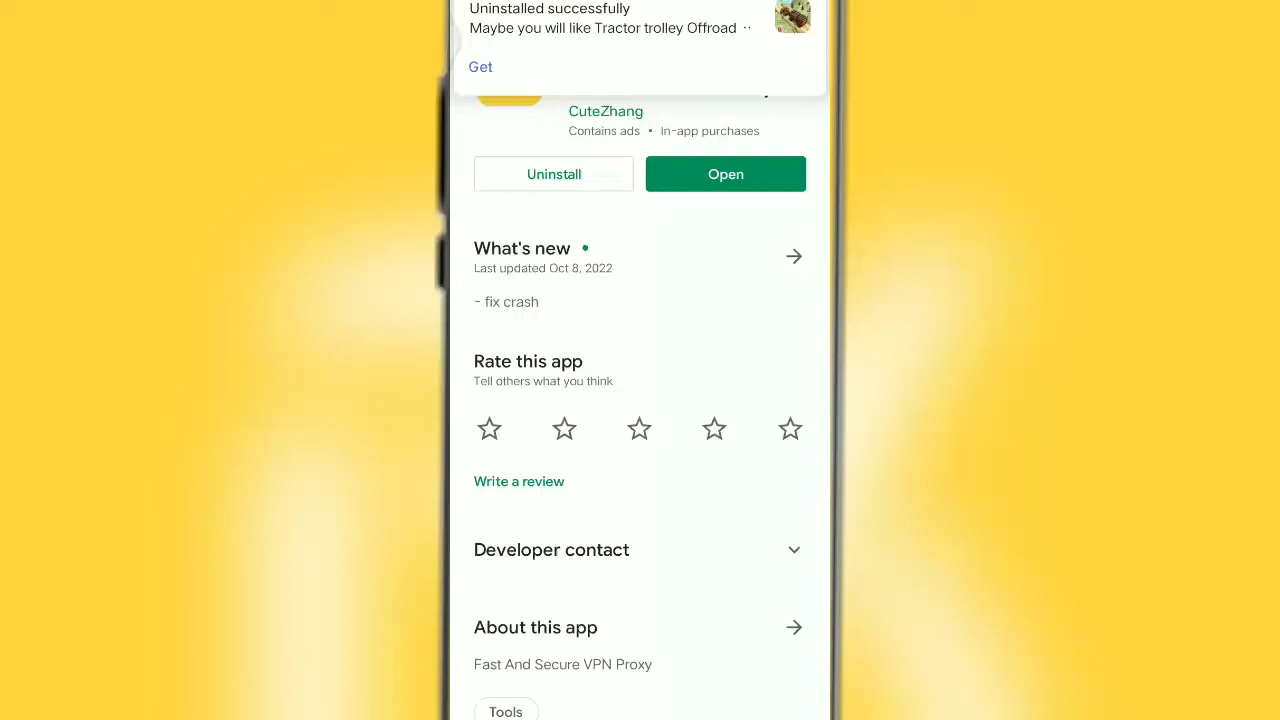 Uninstalled successfully
Maybe you will like Tractor trolley Offroad ··
Get
CuteZhang
Contains ads • In-app purchases
Uninstall
Open
What's new •
Last updated Oct 8, 2022
- fix crash
Rate this app
Tell others what you think
Write a review
Developer contact
About this app
Fast And Secure VPN Proxy
Tools